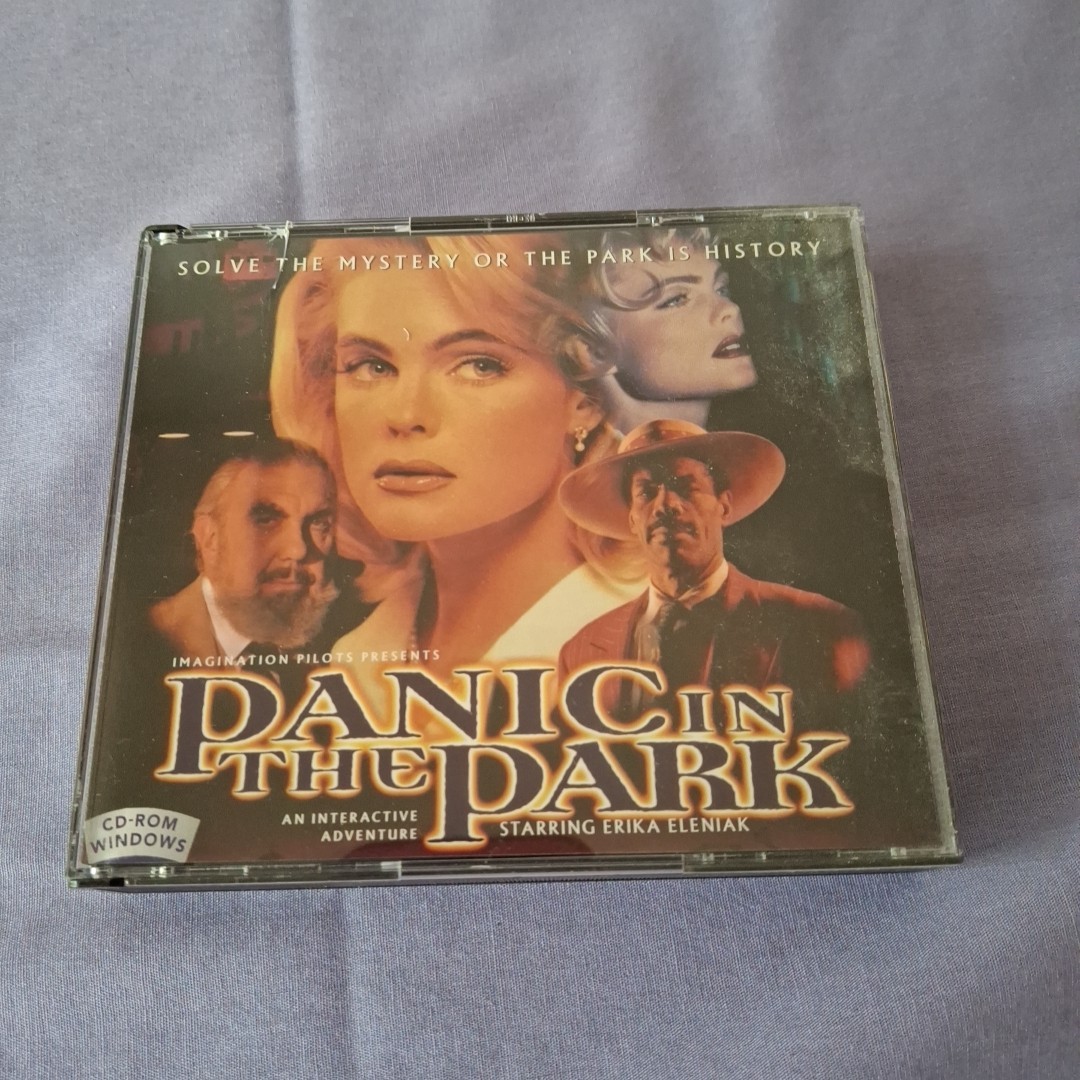 SOLVE THE MYSTERY OR THE PARK IS HISTORY
IMAGINATION PILOTS PRESENTS
PANIC IN
THE PARK
AN INTERACTIVE
ADVENTURE
STARRING ERIKA ELENIAK
CD-ROM
WINDOWS